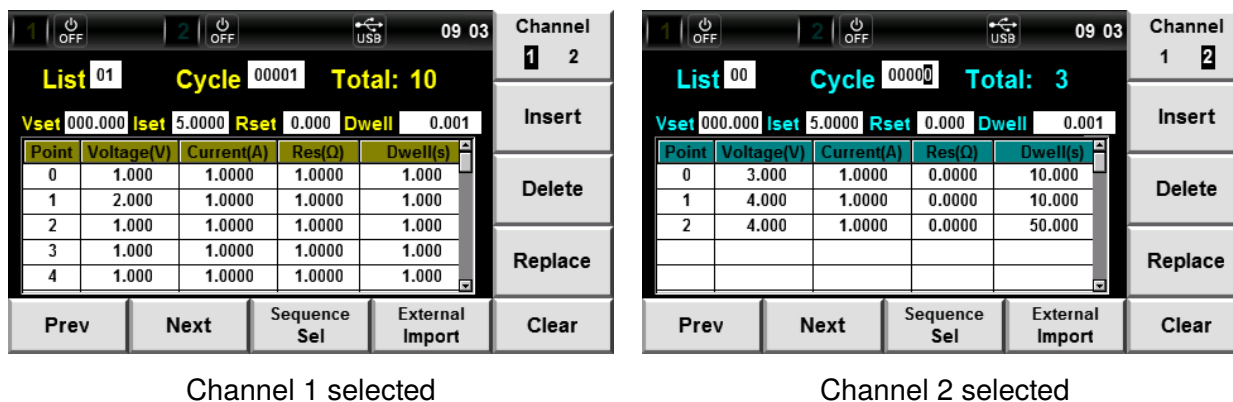 1 OFF 2 OFF USB 09 03
Channel
1 2
List 01 Cycle 00001 Total: 10
Vset 000.000 Iset 5.0000 Rset 0.000 Dwell 0.001
Point Voltage(V) Current(A) Res(Ω) Dwell(s)
0 1.000 1.0000 1.0000 1.000
1 2.000 1.0000 1.0000 1.000
2 1.000 1.0000 1.0000 1.000
3 1.000 1.0000 1.0000 1.000
4 1.000 1.0000 1.0000 1.000
Insert
Delete
Replace
Prev Next Sequence Sel External Import Clear
Channel 1 selected
1 OFF 2 OFF USB 09 03
Channel
1 2
List 00 Cycle 00000 Total: 3
Vset 000.000 Iset 5.0000 Rset 0.000 Dwell 0.001
Point Voltage(V) Current(A) Res(Ω) Dwell(s)
0 3.000 1.0000 0.0000 10.000
1 4.000 1.0000 0.0000 10.000
2 4.000 1.0000 0.0000 50.000
Insert
Delete
Replace
Prev Next Sequence Sel External Import Clear
Channel 2 selected